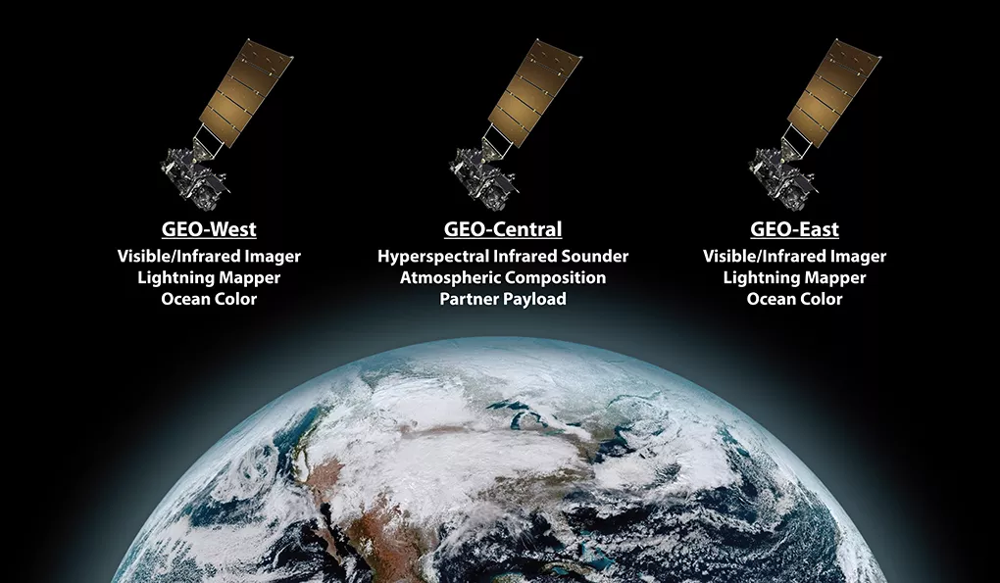 GEO-West
Visible/Infrared Imager
Lightning Mapper
Ocean Color
GEO-Central
Hyperspectral Infrared Sounder
Atmospheric Composition
Partner Payload
GEO-East
Visible/Infrared Imager
Lightning Mapper
Ocean Color